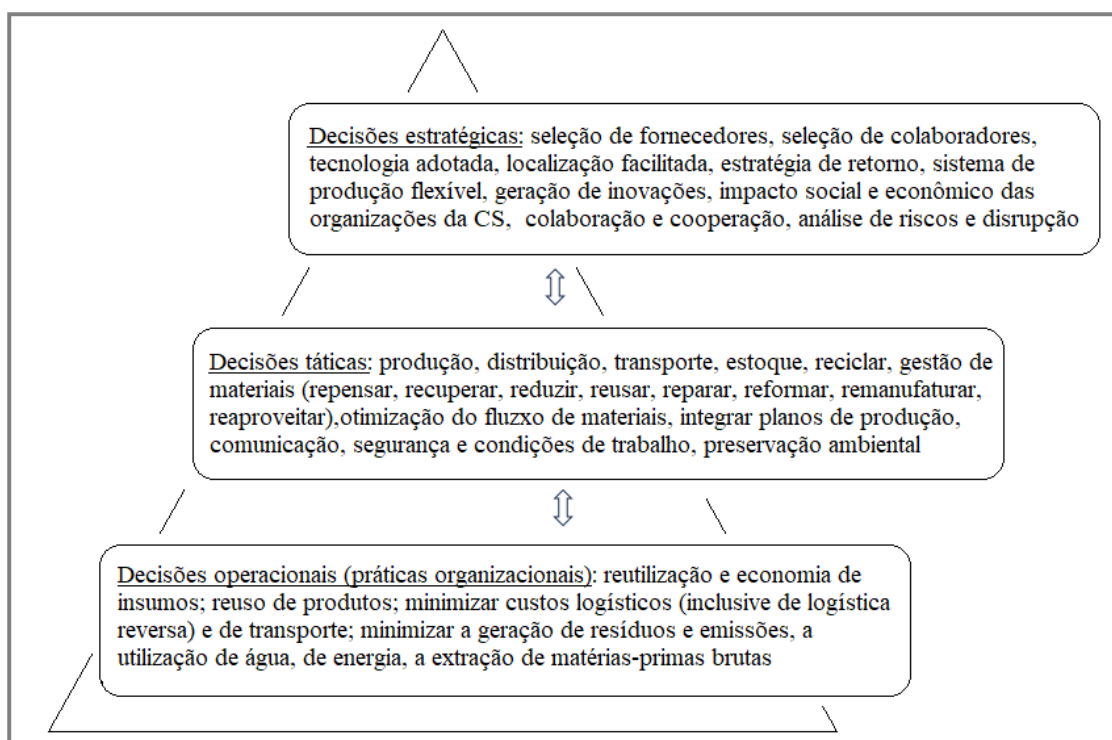 Decisões estratégicas: seleção de fornecedores, seleção de colaboradores,
tecnologia adotada, localização facilitada, estratégia de retorno, sistema de
produção flexível, geração de inovações, impacto social e econômico das
organizações da CS, colaboração e cooperação, análise de riscos e disrupção
Decisões táticas: produção, distribuição, transporte, estoque, reciclar, gestão de
materiais (repensar, recuperar, reduzir, reusar, reparar, reformar, remanufaturar,
reaproveitar),otimização do fluzxo de materiais, integrar planos de produção,
comunicação, segurança e condições de trabalho, preservação ambiental
Decisões operacionais (práticas organizacionais): reutilização e economia de
insumos; reuso de produtos; minimizar custos logísticos (inclusive de logística
reversa) e de transporte; minimizar a geração de resíduos e emissões, a
utilização de água, de energia, a extração de matérias-primas brutas